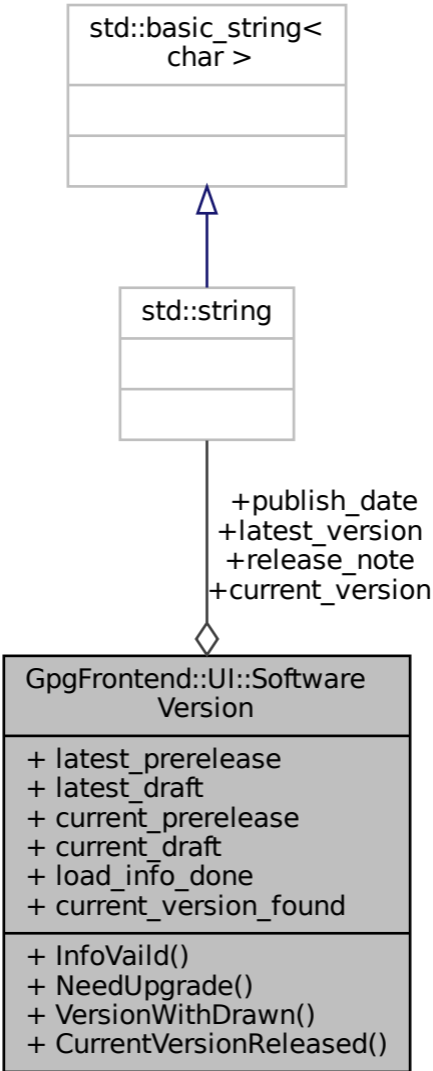 std::basic_string<
char >
std::string
+publish_date
+latest_version
+release_note
+current_version
GpgFrontend::UI::Software
Version
+ latest_prerelease
+ latest_draft
+ current_prerelease
+ current_draft
+ load_info_done
+ current_version_found
+ InfoVaild()
+ NeedUpgrade()
+ VersionWithDrawn()
+ CurrentVersionReleased()